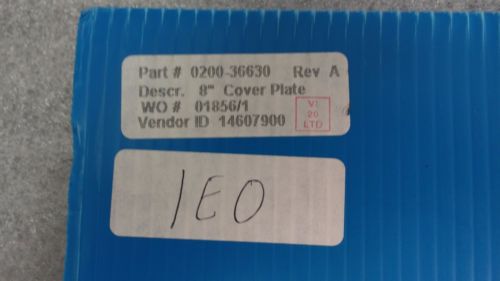 Part # 0200-36630 Rev A
Descr. 8" Cover Plate
WO # 01856/1
Vendor ID 14607900
VI
20
LTD
1EO